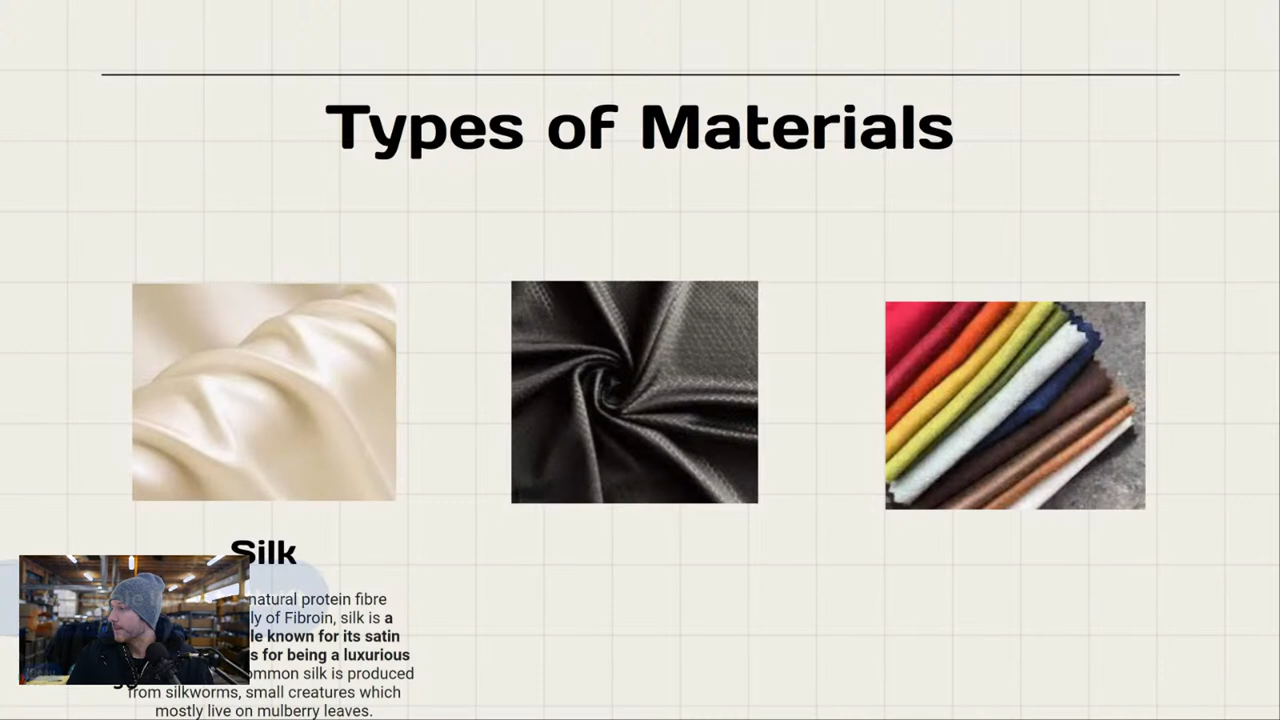 Types of Materials
Silk
natural protein fibre
ly of Fibroin, silk is a
le known for its satin
s for being a luxurious
ommon silk is produced
from silkworms, small creatures which
mostly live on mulberry leaves.